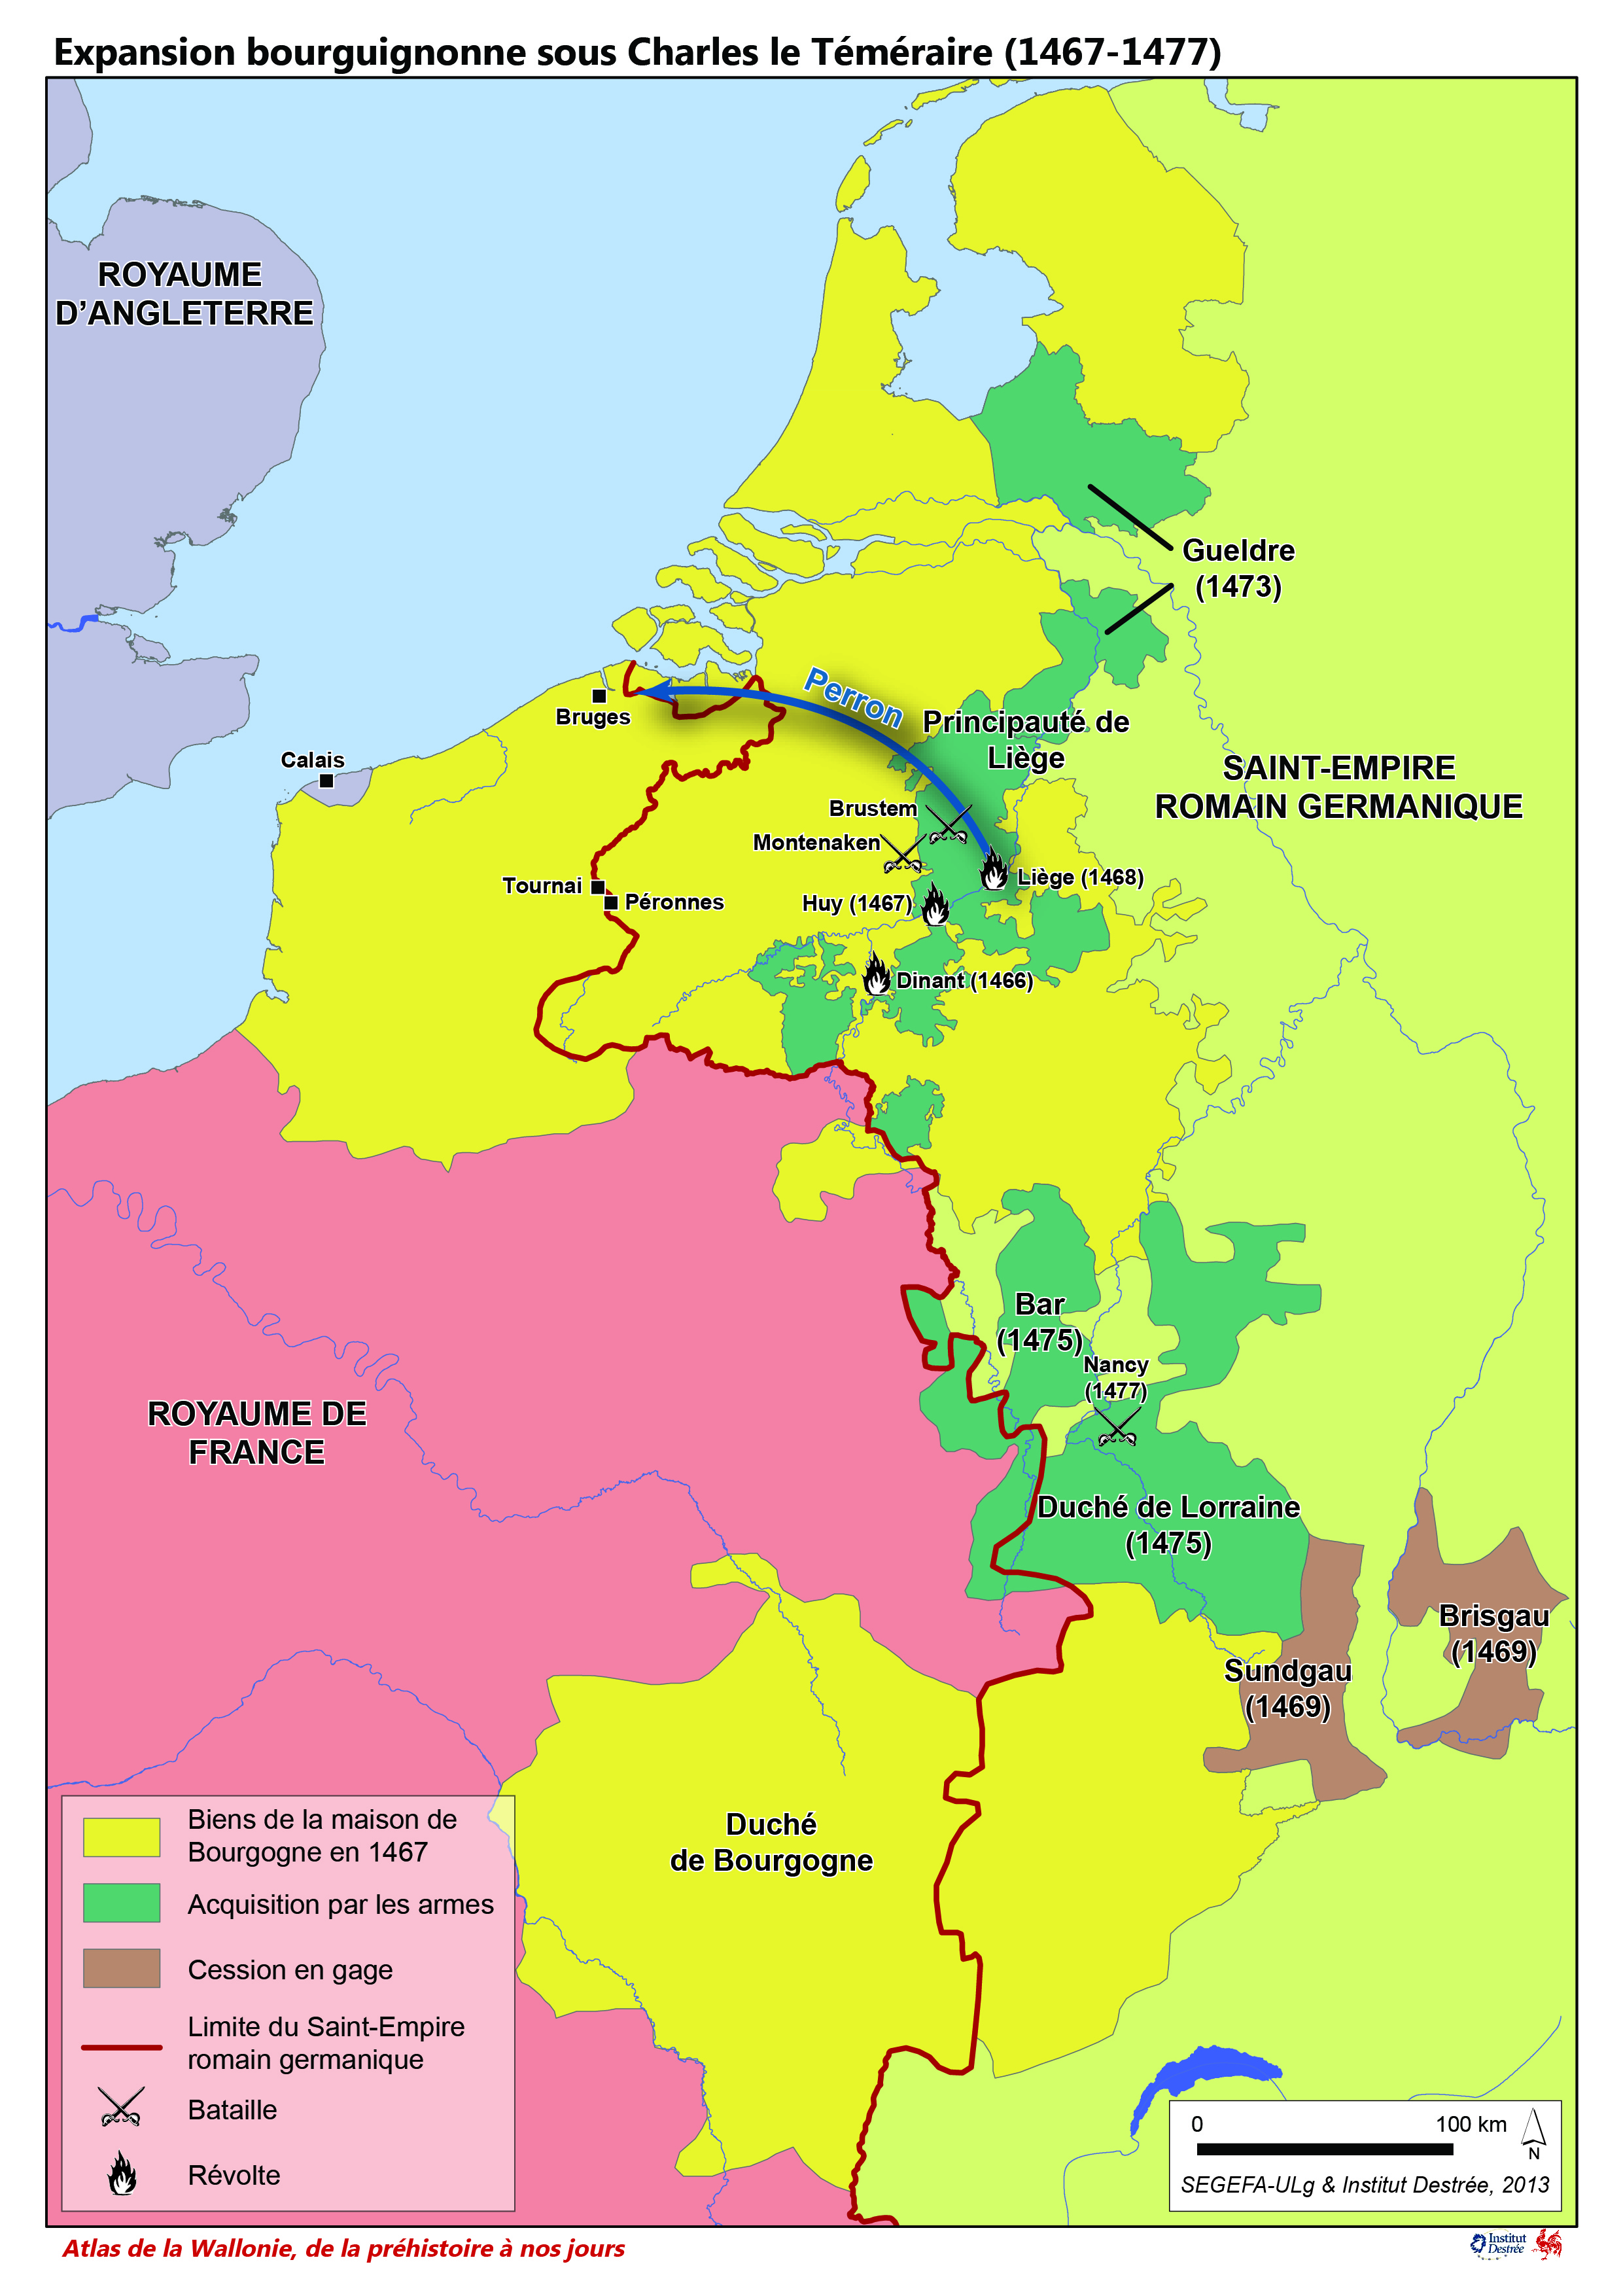 Expansion bourguignonne sous Charles le Téméraire (1467-1477)
ROYAUME
D’ANGLETERRE
Gueldre
(1473)
Perron
Bruges
Principauté de
Liège
Calais
SAINT-EMPIRE
ROMAIN GERMANIQUE
Brustem
Montenaken
Liège (1468)
Tournai
Péronnes
Huy (1467)
Dinant (1466)
Bar
(1475)
Nancy
(1477)
ROYAUME DE
FRANCE
Duché de Lorraine
(1475)
Brisgau
(1469)
Sundgau
(1469)
Duché
de Bourgogne
Biens de la maison de
Bourgogne en 1467
Acquisition par les armes
Cession en gage
Limite du Saint-Empire
romain germanique
Bataille
Révolte
0 100 km
N
SEGEFA-ULg & Institut Destrée, 2013
Atlas de la Wallonie, de la préhistoire à nos jours
Institut
Destrée